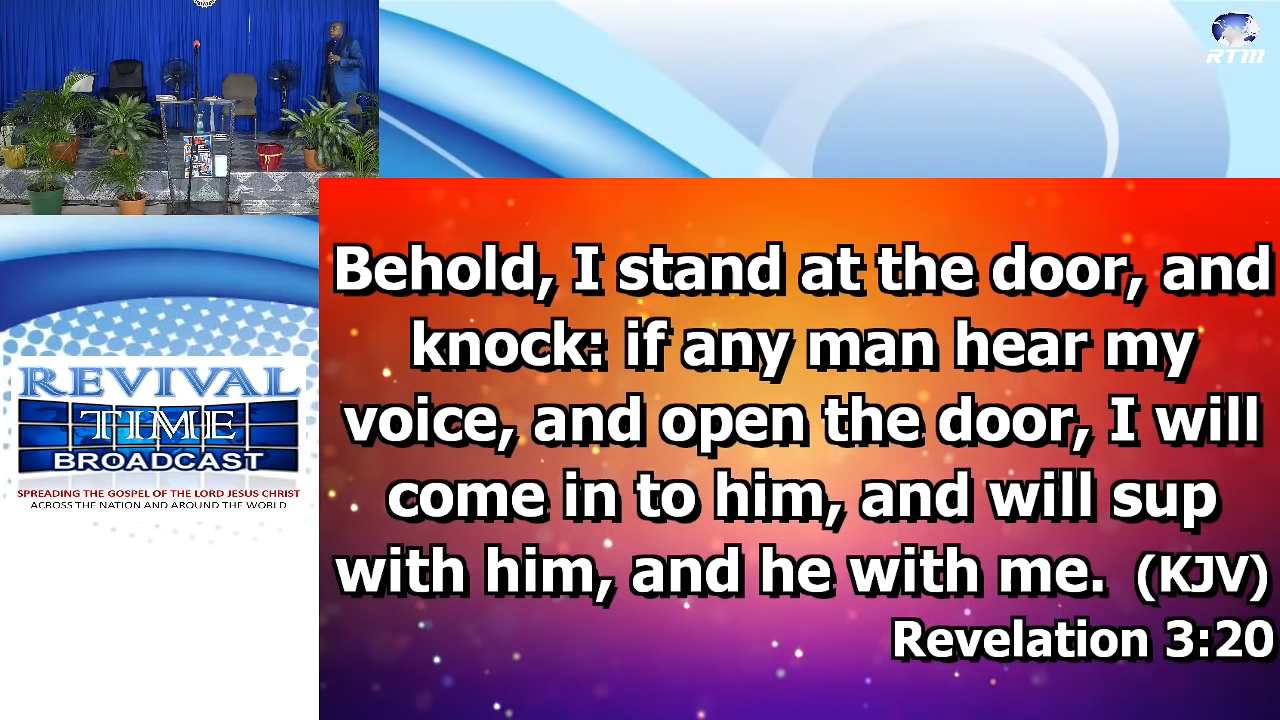 RTM
Behold, I stand at the door, and
knock: if any man hear my
voice, and open the door, I will
come in to him, and will sup
with him, and he with me. (KJV)
Revelation 3:20
REVIVAL
TIME
BROADCAST
SPREADING THE GOSPEL OF THE LORD JESUS CHRIST
ACROSS THE NATION AND AROUND THE WORLD